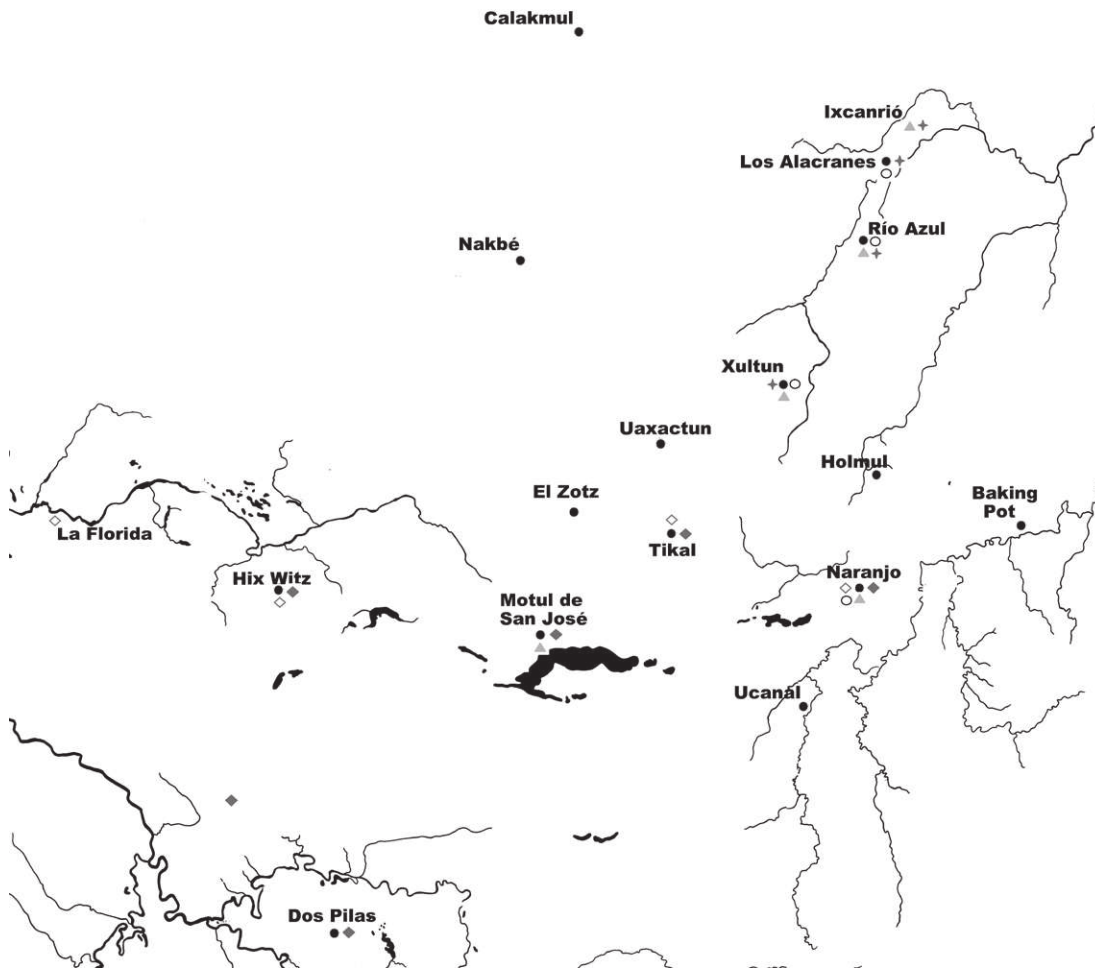 Calakmul
Ixcanrió
Los Alacranes
Río Azul
Nakbé
Xultun
Uaxactun
Holmul
El Zotz
Baking
Pot
La Florida
Tikal
Hix Witz
Naranjo
Motul de
San José
Ucanál
Dos Pilas